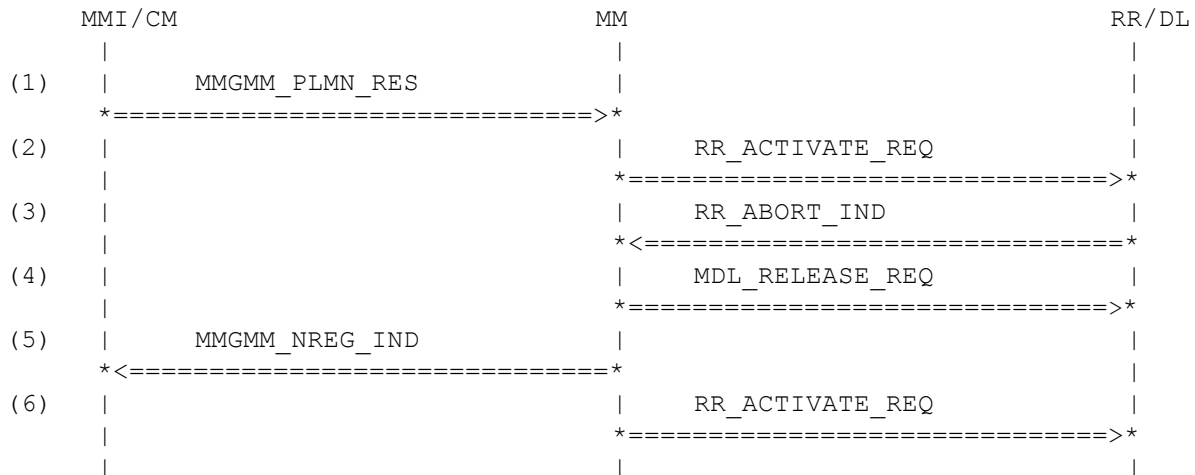 MMI/CM MM RR/DL
| | |
(1) | MMGMM_PLMN_RES | |
*==============================>* |
(2) | | RR_ACTIVATE_REQ |
| *==============================>*
(3) | | RR_ABORT_IND |
| *<==============================*
(4) | | MDL_RELEASE_REQ |
| *==============================>*
(5) | MMGMM_NREG_IND | |
*<==============================* |
(6) | | RR_ACTIVATE_REQ |
| *==============================>*
| | |